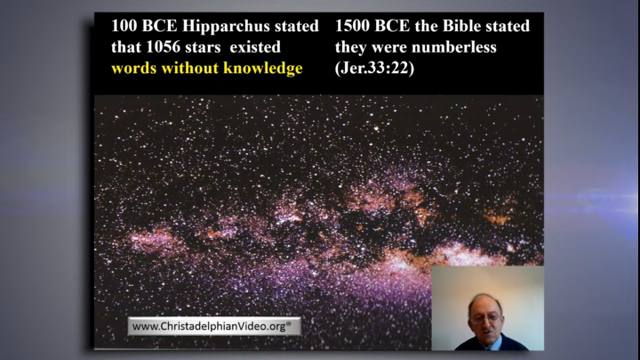 100 BCE Hipparchus stated
that 1056 stars existed
words without knowledge
1500 BCE the Bible stated
they were numberless
(Jer.33:22)
www.ChristadelphianVideo.org®